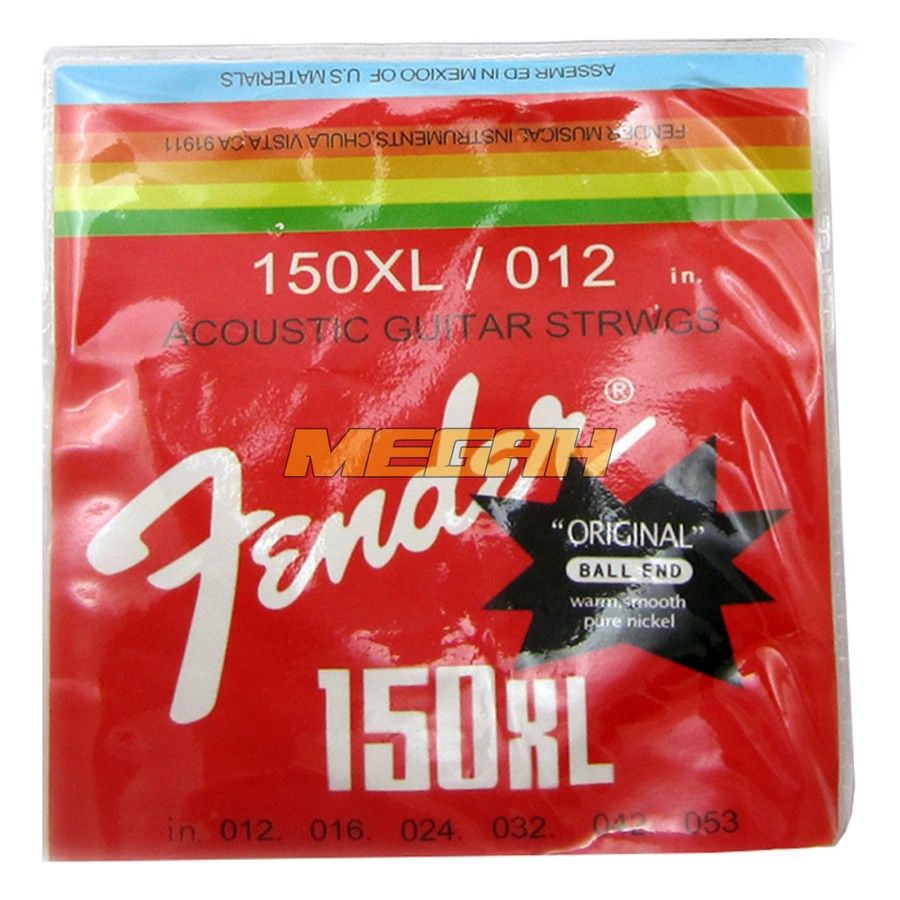 ASSEMR ED IN MEXICO OF U.S MATERIALS
FENDER MUSICAL INSTRUMENTS,CHULA VISTA,CA 91911
150XL / 012 in.
ACOUSTIC GUITAR STRWGS
Fender®
MEGAH
"ORIGINAL"
BALL END
warm,smooth
pure nickel
150XL
in. 012. 016. 024. 032. 042. 053